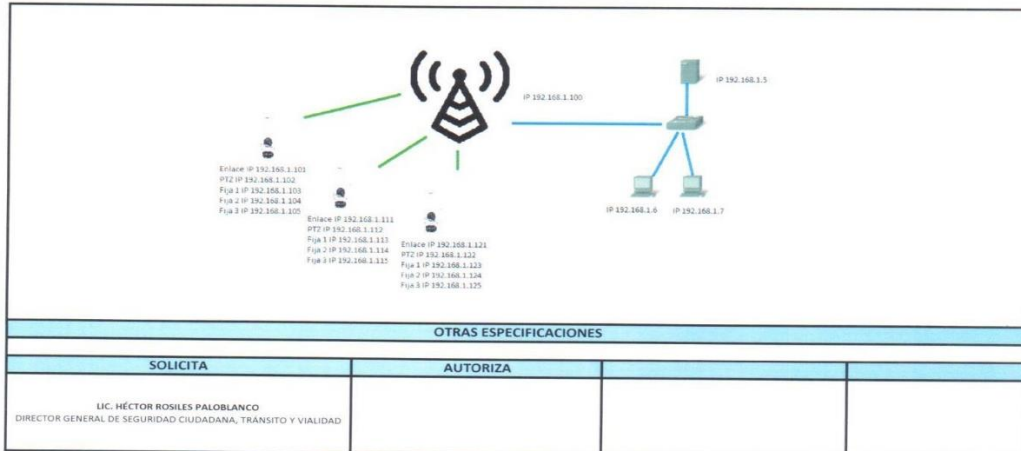 IP 192.168.1.100
IP 192.168.1.5
Enlace IP 192.168.1.101
PTZ IP 192.168.1.102
Fija 1 IP 192.168.1.103
Fija 2 IP 192.168.1.104
Fija 3 IP 192.168.1.105
Enlace IP 192.168.1.111
PTZ IP 192.168.1.112
Fija 1 IP 192.168.1.113
Fija 2 IP 192.168.1.114
Fija 3 IP 192.168.1.115
Enlace IP 192.168.1.121
PTZ IP 192.168.1.122
Fija 1 IP 192.168.1.123
Fija 2 IP 192.168.1.124
Fija 3 IP 192.168.1.125
IP 192.168.1.6
IP 192.168.1.7
OTRAS ESPECIFICACIONES
SOLICITA
AUTORIZA
LIC. HÉCTOR ROSILES PALOBLANCO
DIRECTOR GENERAL DE SEGURIDAD CIUDADANA, TRÁNSITO Y VIALIDAD